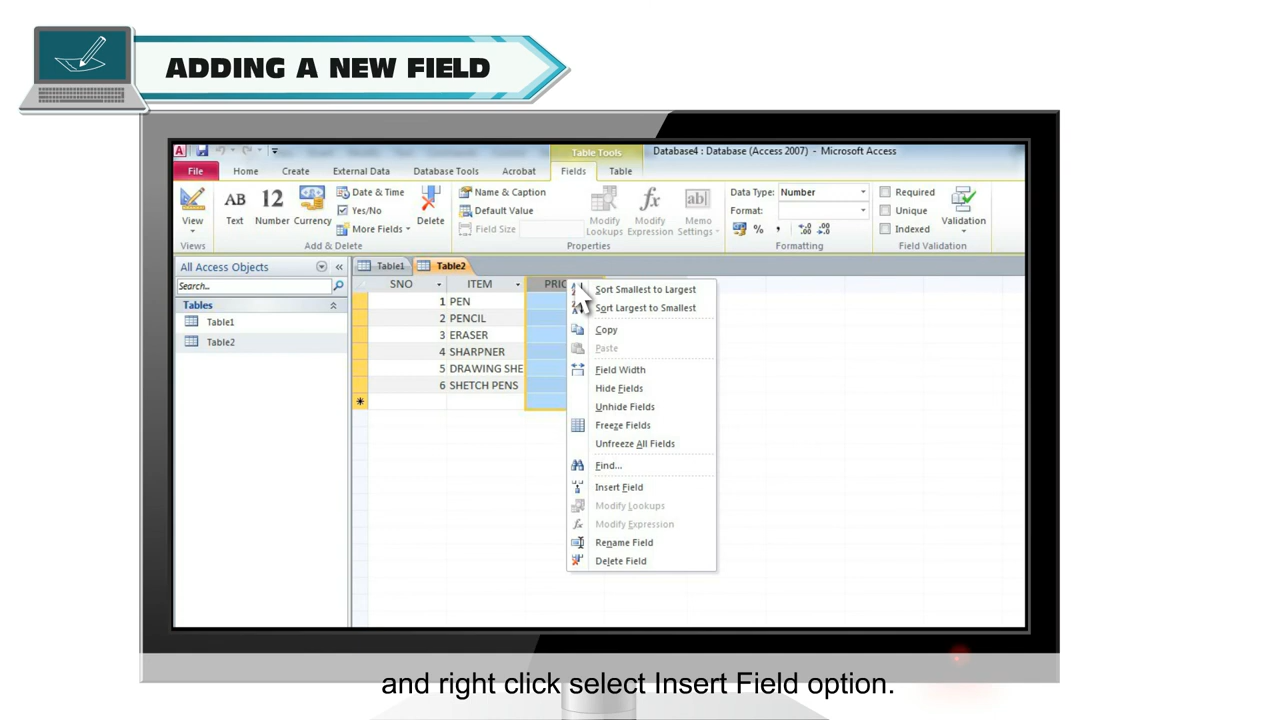 ADDING A NEW FIELD
Table Tools
Database4 : Database (Access 2007) - Microsoft Access
File Home Create External Data Database Tools Acrobat Fields Table
View
Views
AB
Text
12
Number
Currency
Date & Time
Yes/No
More Fields
Delete
Add & Delete
Name & Caption
Default Value
Field Size
Modify Lookups
fx
Modify Expression
ab
Memo Settings
Properties
Data Type: Number
Format:
%
Formatting
Required
Unique
Indexed
Validation
Field Validation
All Access Objects
Search...
Tables
Table1
Table2
Table1 Table2
SNO ITEM
1 PEN
2 PENCIL
3 ERASER
4 SHARPNER
5 DRAWING SHE
6 SHETCH PENS
Sort Smallest to Largest
Sort Largest to Smallest
Copy
Paste
Field Width
Hide Fields
Unhide Fields
Freeze Fields
Unfreeze All Fields
Find...
Insert Field
Modify Lookups
Modify Expression
Rename Field
Delete Field
and right click select Insert Field option.